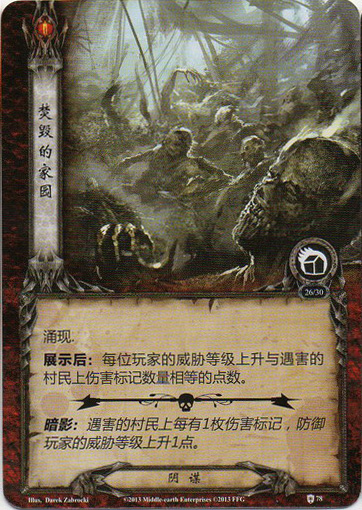 焚毁的家园
26/30
涌现.
展示后：每位玩家的威胁等级上升与遇害的
村民上伤害标记数量相等的点数。
暗影：遇害的村民上每有1枚伤害标记，防御
玩家的威胁等级上升1点。
阴谋
Illus. Darek Zabrocki ©2013 Middle-earth Enterprises ©2013 FFG 78